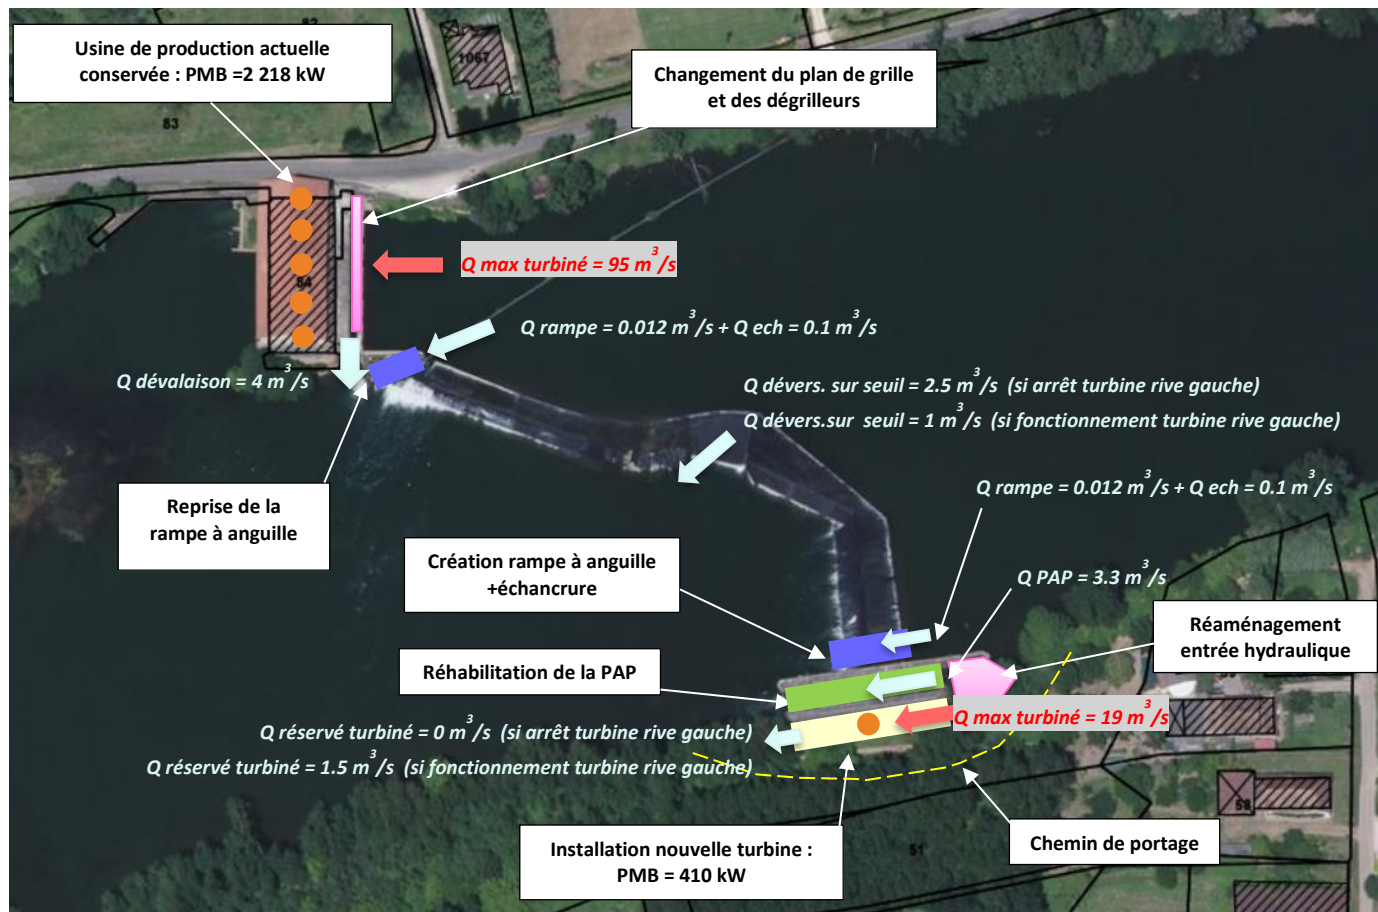 Usine de production actuelle
conservée : PMB =2 218 kW
Changement du plan de grille
et des dégrilleurs
1067
83
84
Q max turbiné = 95 m³/s
Q rampe = 0.012 m³/s + Q ech = 0.1 m³/s
Q dévalaison = 4 m³/s
Q dévers. sur seuil = 2.5 m³/s (si arrêt turbine rive gauche)
Q dévers.sur seuil = 1 m³/s (si fonctionnement turbine rive gauche)
Reprise de la
rampe à anguille
Q rampe = 0.012 m³/s + Q ech = 0.1 m³/s
Création rampe à anguille
+échancrure
Q PAP = 3.3 m³/s
Réaménagement
entrée hydraulique
Réhabilitation de la PAP
Q max turbiné = 19 m³/s
Q réservé turbiné = 0 m³/s (si arrêt turbine rive gauche)
Q réservé turbiné = 1.5 m³/s (si fonctionnement turbine rive gauche)
58
51
Installation nouvelle turbine :
PMB = 410 kW
Chemin de portage